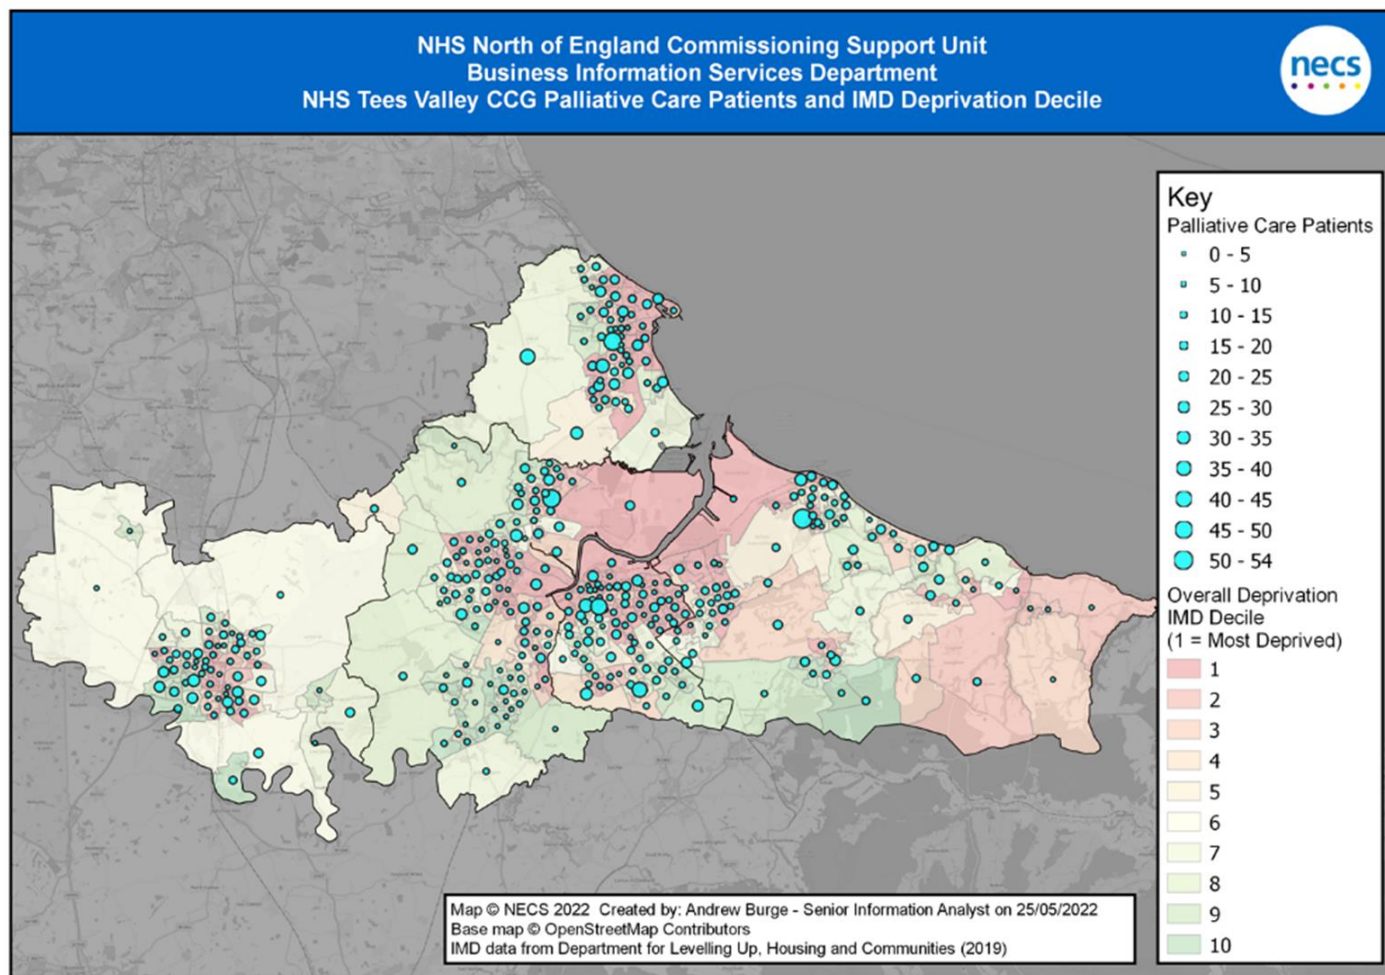 NHS North of England Commissioning Support Unit
Business Information Services Department
NHS Tees Valley CCG Palliative Care Patients and IMD Deprivation Decile
necs
Key
Palliative Care Patients
0 - 5
5 - 10
10 - 15
15 - 20
20 - 25
25 - 30
30 - 35
35 - 40
40 - 45
45 - 50
50 - 54
Overall Deprivation
IMD Decile
(1 = Most Deprived)
1
2
3
4
5
6
7
8
9
10
Map © NECS 2022 Created by: Andrew Burge - Senior Information Analyst on 25/05/2022
Base map © OpenStreetMap Contributors
IMD data from Department for Levelling Up, Housing and Communities (2019)